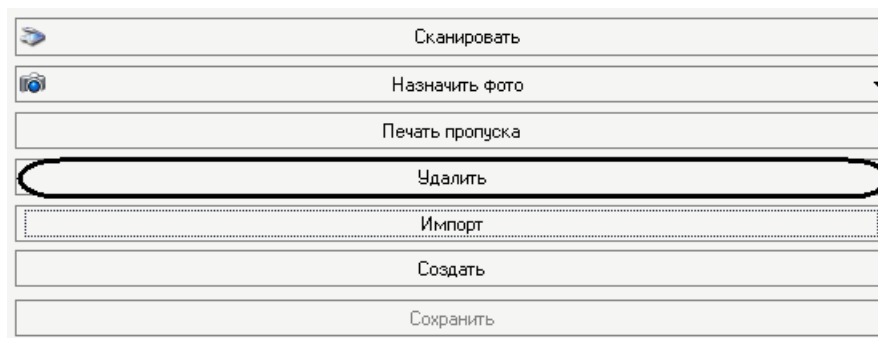 Сканировать
Назначить фото
Печать пропуска
Удалить
Импорт
Создать
Сохранить